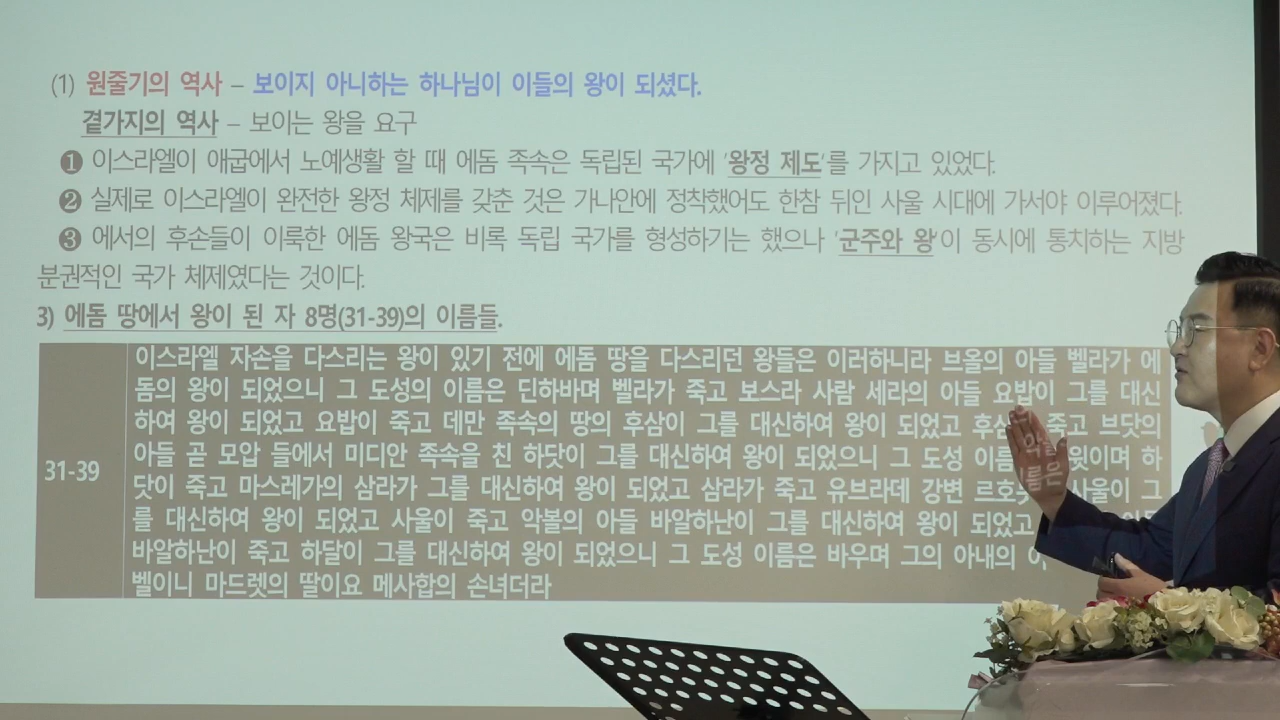 (1) 원줄기의 역사 – 보이지 아니하는 하나님이 이들의 왕이 되셨다.
곁가지의 역사 – 보이는 왕을 요구
❶ 이스라엘이 애굽에서 노예생활 할 때 에돔 족속은 독립된 국가에 '왕정 제도'를 가지고 있었다.
❷ 실제로 이스라엘이 완전한 왕정 체제를 갖춘 것은 가나안에 정착했어도 한참 뒤인 사울 시대에 가서야 이루어졌다.
❸ 에서의 후손들이 이룩한 에돔 왕국은 비록 독립 국가를 형성하기는 했으나 '군주와 왕'이 동시에 통치하는 지방
분권적인 국가 체제였다는 것이다.
3) 에돔 땅에서 왕이 된 자 8명(31-39)의 이름들.
31-39
이스라엘 자손을 다스리는 왕이 있기 전에 에돔 땅을 다스리던 왕들은 이러하니라 브올의 아들 벨라가 에
돔의 왕이 되었으니 그 도성의 이름은 딘하바며 벨라가 죽고 보스라 사람 세라의 아들 요밥이 그를 대신
하여 왕이 되었고 요밥이 죽고 데만 족속의 땅의 후삼이 그를 대신하여 왕이 되었고 후삼 죽고 브닷의
아들 곧 모압 들에서 미디안 족속을 친 하닷이 그를 대신하여 왕이 되었으니 그 도성 이름 윗이며 하
닷이 죽고 마스레가의 삼라가 그를 대신하여 왕이 되었고 삼라가 죽고 유브라데 강변 르호 사울이 그
를 대신하여 왕이 되었고 사울이 죽고 악볼의 아들 바알하난이 그를 대신하여 왕이 되었고
바알하난이 죽고 하달이 그를 대신하여 왕이 되었으니 그 도성 이름은 바우며 그의 아내의
벨이니 마드렛의 딸이요 메사합의 손녀더라